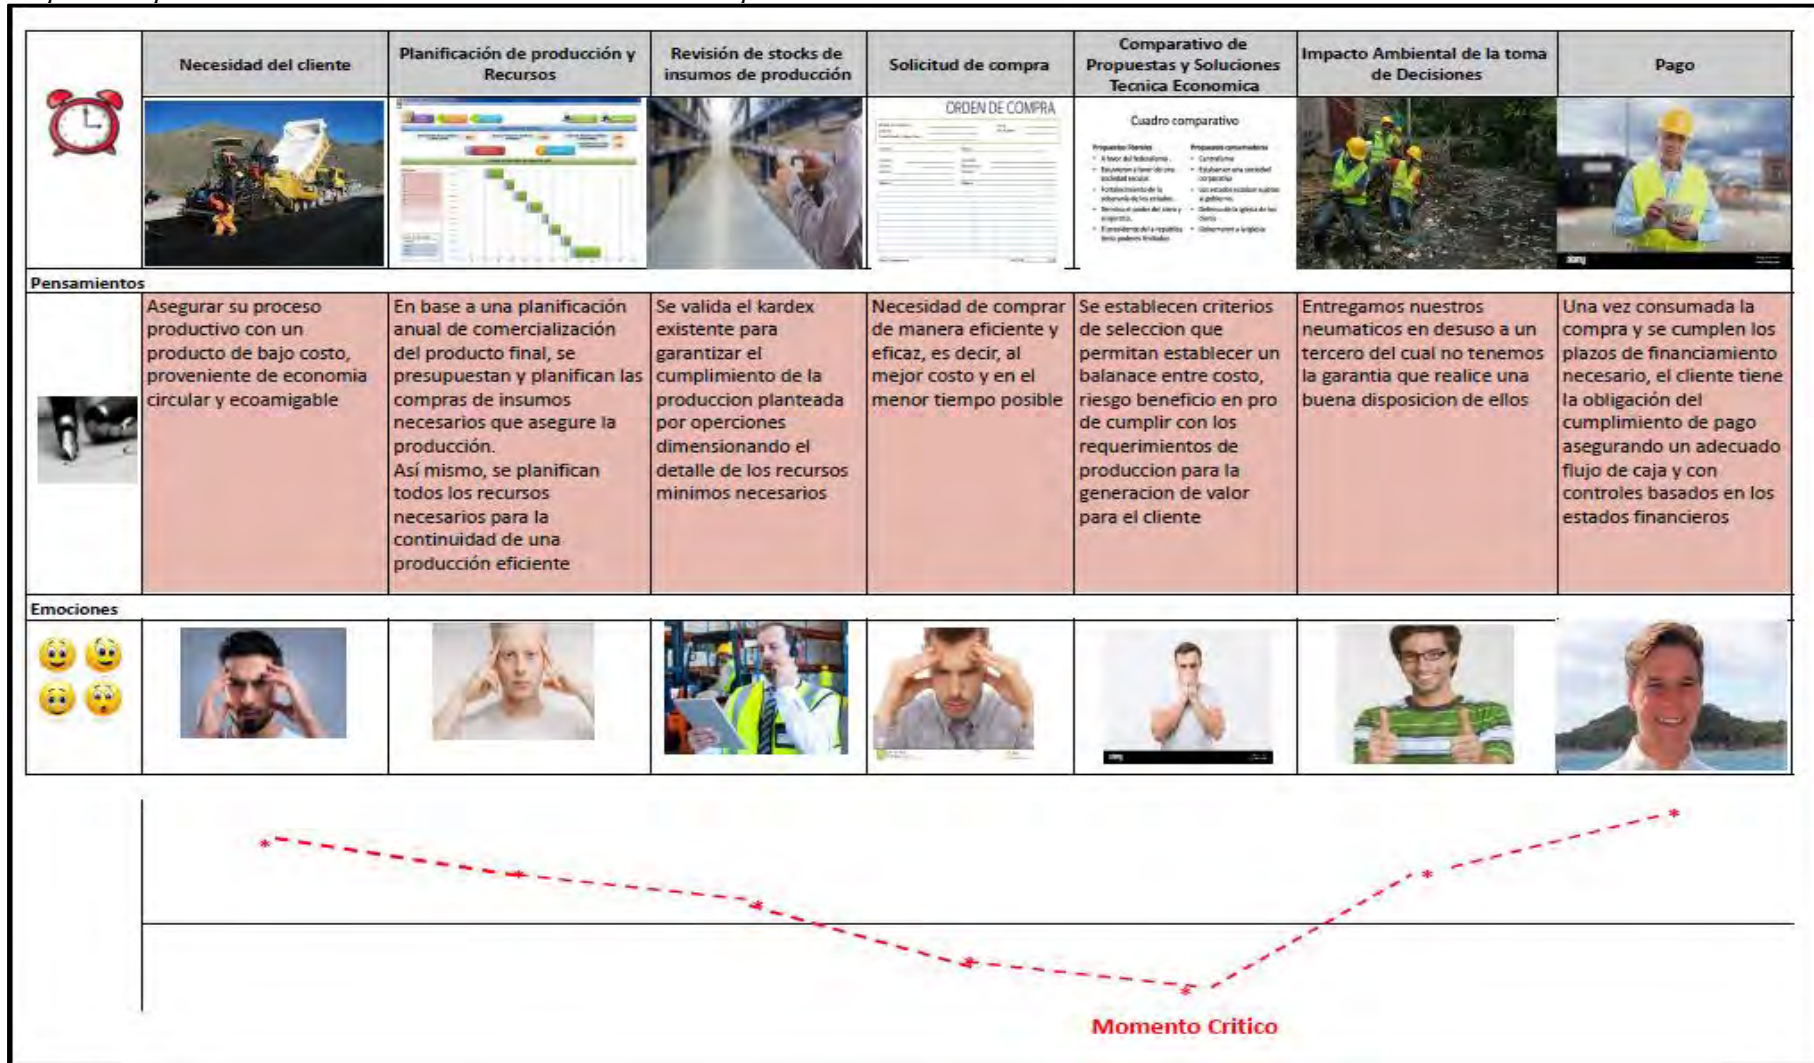 Necesidad del cliente
Planificación de producción y
Recursos
Revisión de stocks de
insumos de producción
Solicitud de compra
Comparativo de
Propuestas y Soluciones
Tecnica Economica
Impacto Ambiental de la toma
de Decisiones
Pago
ORDEN DE COMPRA
Cuadro comparativo
Pensamientos
Asegurar su proceso
productivo con un
producto de bajo costo,
proveniente de economia
circular y ecoamigable
En base a una planificación
anual de comercialización
del producto final, se
presupuestan y planifican las
compras de insumos
necesarios que asegure la
producción.
Así mismo, se planifican
todos los recursos
necesarios para la
continuidad de una
producción eficiente
Se valida el kardex
existente para
garantizar el
cumplimiento de la
produccion planteada
por operciones
dimensionando el
detalle de los recursos
minimos necesarios
Necesidad de comprar
de manera eficiente y
eficaz, es decir, al
mejor costo y en el
menor tiempo posible
Se establecen criterios
de seleccion que
permitan establecer un
balanace entre costo,
riesgo beneficio en pro
de cumplir con los
requerimientos de
produccion para la
generacion de valor
para el cliente
Entregamos nuestros
neumaticos en desuso a un
tercero del cual no tenemos
la garantia que realice una
buena disposicion de ellos
Una vez consumada la
compra y se cumplen los
plazos de financiamiento
necesario, el cliente tiene
la obligación del
cumplimiento de pago
asegurando un adecuado
flujo de caja y con
controles basados en los
estados financieros
Emociones
Momento Critico